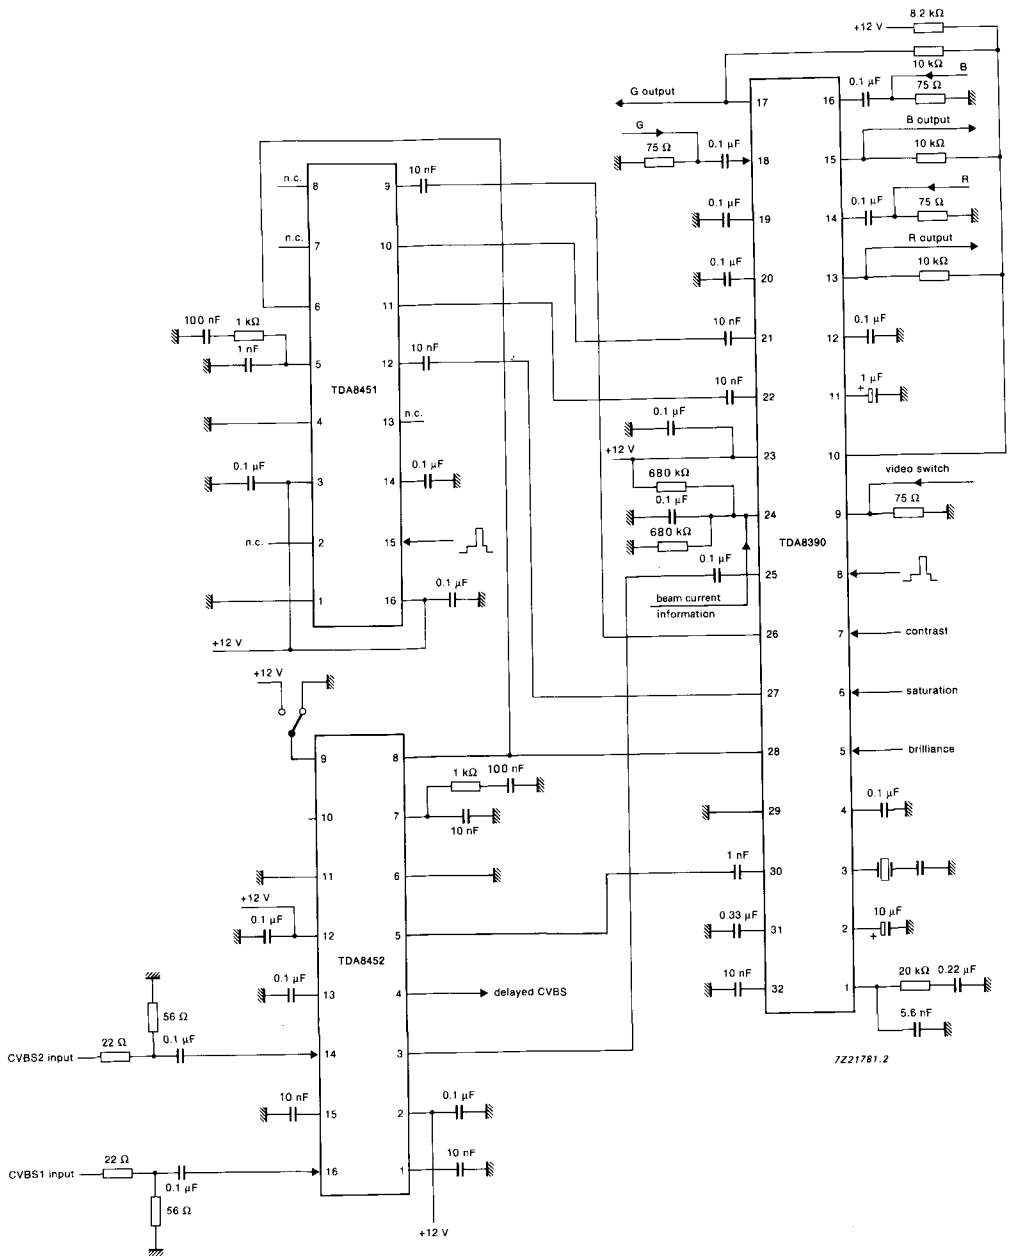 8.2 kΩ
+12 V
10 kΩ
B
0.1 µF
75 Ω
G output
17
16
B output
G
0.1 µF
10 kΩ
75 Ω
18
15
R
0.1 µF
75 Ω
0.1 µF
19
14
R output
0.1 µF
10 kΩ
20
13
10 nF
0.1 µF
21
12
10 nF
1 µF
+
22
11
0.1 µF
+12 V
23
10
video switch
680 kΩ
75 Ω
0.1 µF
24
9
680 kΩ
TDA8390
0.1 µF
25
8
beam current
information
26
7
contrast
27
6
saturation
28
5
brilliance
0.1 µF
29
4
1 nF
30
3
0.33 µF
10 µF
+
31
2
10 nF
20 kΩ
0.22 µF
32
1
5.6 nF
7Z21781.2
n.c.
8
9
10 nF
n.c.
7
10
6
11
100 nF
1 kΩ
1 nF
5
12
10 nF
TDA8451
4
13
n.c.
0.1 µF
3
14
0.1 µF
n.c.
2
15
0.1 µF
1
16
+12 V
+12 V
9
8
1 kΩ
100 nF
10
7
10 nF
11
6
+12 V
0.1 µF
12
5
TDA8452
0.1 µF
13
4
delayed CVBS
56 Ω
22 Ω
0.1 µF
CVBS2 input
14
3
10 nF
0.1 µF
15
2
22 Ω
10 nF
CVBS1 input
16
1
0.1 µF
56 Ω
+12 V